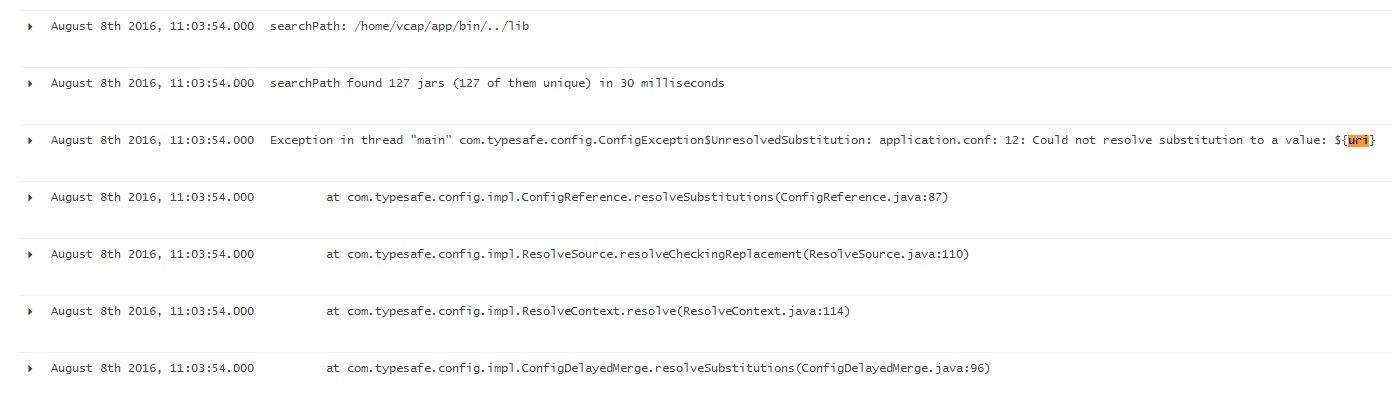 August 8th 2016, 11:03:54.000 searchPath: /home/vcap/app/bin/../lib
August 8th 2016, 11:03:54.000 searchPath found 127 jars (127 of them unique) in 30 milliseconds
August 8th 2016, 11:03:54.000 Exception in thread "main" com.typesafe.config.ConfigException$UnresolvedSubstitution: application.conf: 12: Could not resolve substitution to a value: ${uri}
August 8th 2016, 11:03:54.000 at com.typesafe.config.impl.ConfigReference.resolveSubstitutions(ConfigReference.java:87)
August 8th 2016, 11:03:54.000 at com.typesafe.config.impl.ResolveSource.resolveCheckingReplacement(ResolveSource.java:110)
August 8th 2016, 11:03:54.000 at com.typesafe.config.impl.ResolveContext.resolve(ResolveContext.java:114)
August 8th 2016, 11:03:54.000 at com.typesafe.config.impl.ConfigDelayedMerge.resolveSubstitutions(ConfigDelayedMerge.java:96)